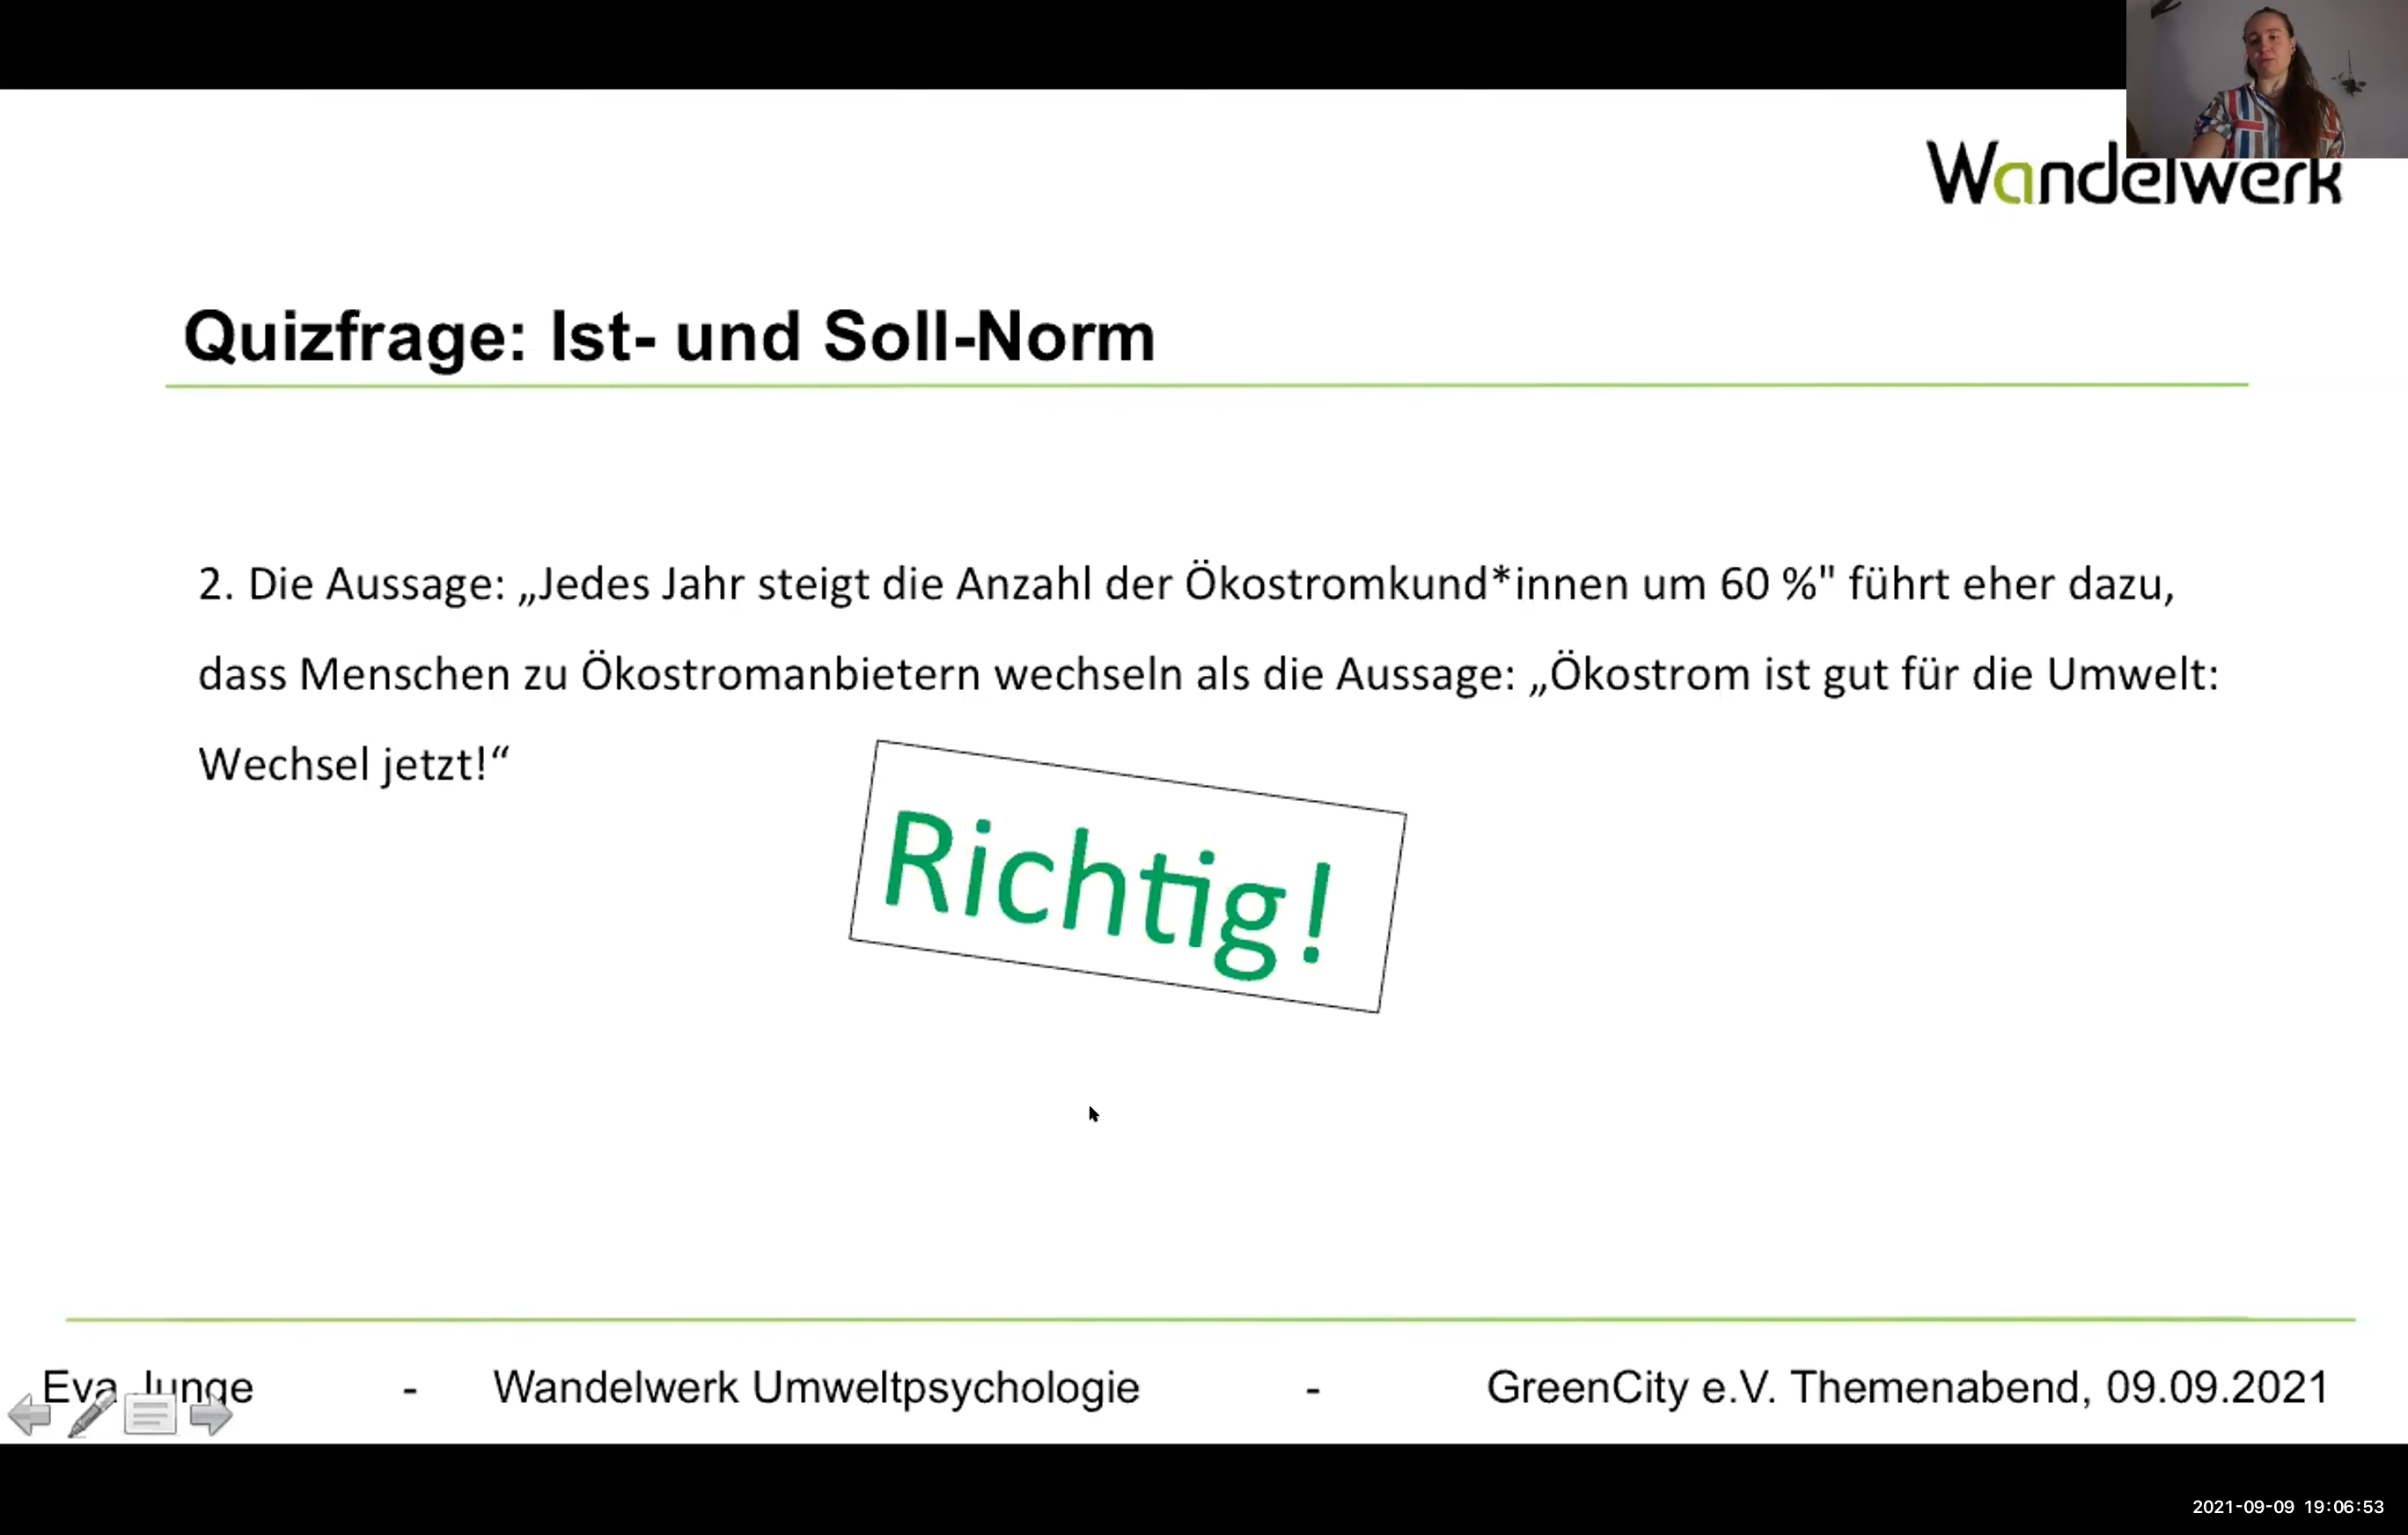 Wandelwerk
Quizfrage: Ist- und Soll-Norm
2. Die Aussage: „Jedes Jahr steigt die Anzahl der Ökostromkund*innen um 60 %" führt eher dazu,
dass Menschen zu Ökostromanbietern wechseln als die Aussage: „Ökostrom ist gut für die Umwelt:
Wechsel jetzt!“
Richtig!
Eva Junge - Wandelwerk Umweltpsychologie - GreenCity e.V. Themenabend, 09.09.2021
2021-09-09 19:06:53